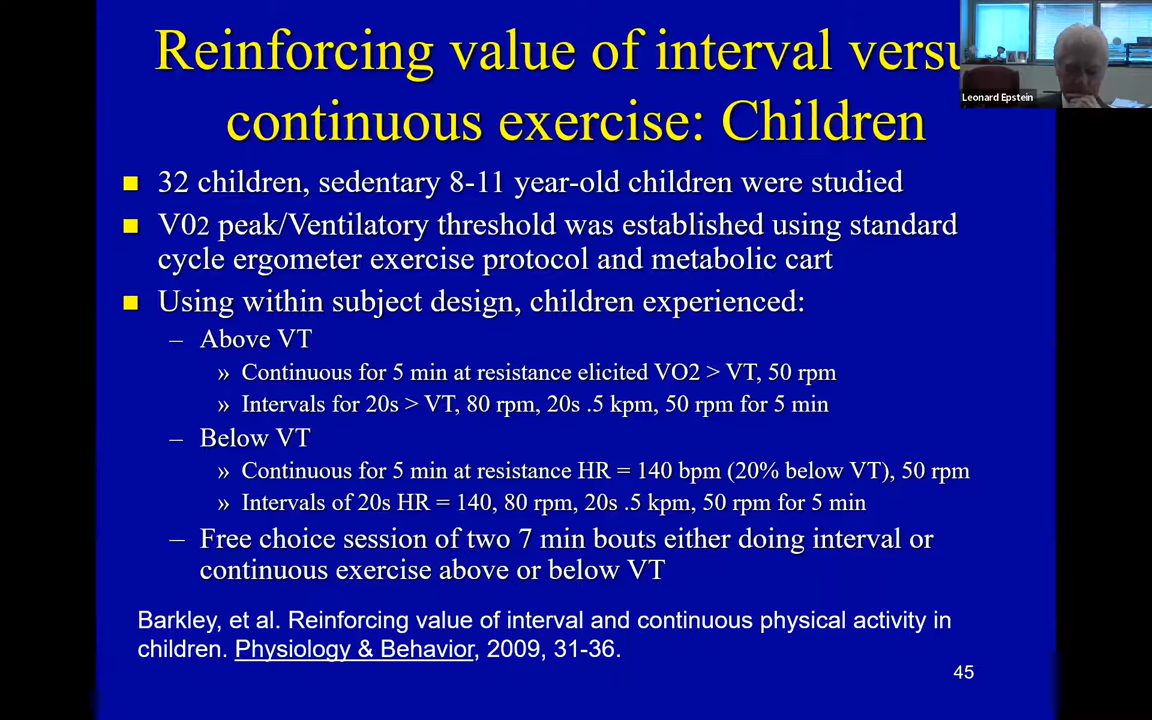 Reinforcing value of interval versu
continuous exercise: Children
Leonard Epstein
■ 32 children, sedentary 8-11 year-old children were studied
■ V02 peak/Ventilatory threshold was established using standard
cycle ergometer exercise protocol and metabolic cart
■ Using within subject design, children experienced:
– Above VT
» Continuous for 5 min at resistance elicited VO2 > VT, 50 rpm
» Intervals for 20s > VT, 80 rpm, 20s .5 kpm, 50 rpm for 5 min
– Below VT
» Continuous for 5 min at resistance HR = 140 bpm (20% below VT), 50 rpm
» Intervals of 20s HR = 140, 80 rpm, 20s .5 kpm, 50 rpm for 5 min
– Free choice session of two 7 min bouts either doing interval or
continuous exercise above or below VT
Barkley, et al. Reinforcing value of interval and continuous physical activity in
children. Physiology & Behavior, 2009, 31-36.
45